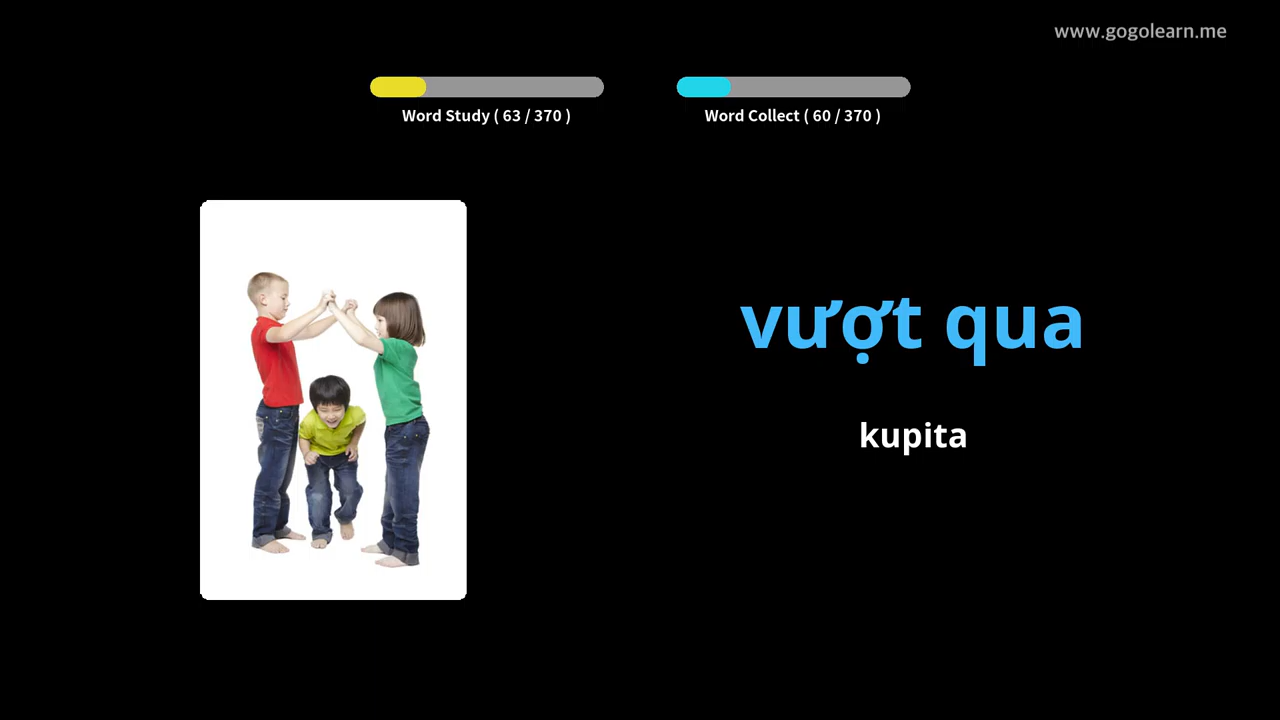 www.gogolearn.me
Word Study ( 63 / 370 )
Word Collect ( 60 / 370 )
vượt qua
kupita